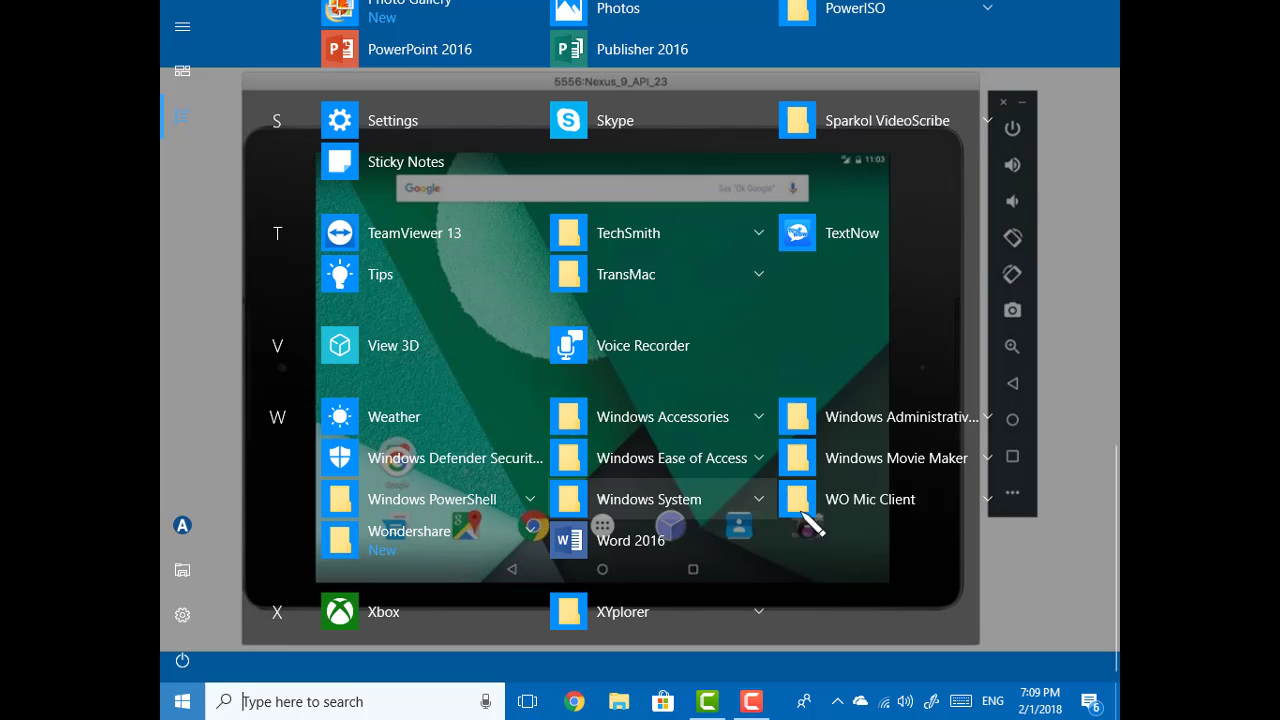 Photo Gallery
New
Photos
PowerISO
PowerPoint 2016
Publisher 2016
5556:Nexus_9_API_23
S
Settings
Skype
Sparkol VideoScribe
Sticky Notes
11:03
Google
Say "Ok Google"
T
TeamViewer 13
TechSmith
TextNow
Tips
TransMac
V
View 3D
Voice Recorder
W
Weather
Windows Accessories
Windows Administrativ...
Windows Defender Securit...
Windows Ease of Access
Windows Movie Maker
Windows PowerShell
Windows System
WO Mic Client
Wondershare
New
Word 2016
X
Xbox
XYplorer
Type here to search
ENG
7:09 PM
2/1/2018
6